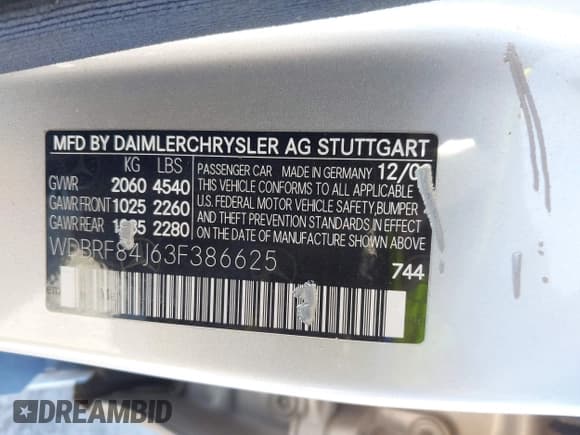 MFD BY DAIMLERCHRYSLER AG STUTTGART
KG LBS
GVWR 2060 4540
GAWR FRONT 1025 2260
GAWR REAR 2280
PASSENGER CAR MADE IN GERMANY 12/0
THIS VEHICLE CONFORMS TO ALL APPLICABLE
U.S. FEDERAL MOTOR VEHICLE SAFETY, BUMPER
AND THEFT PREVENTION STANDARDS IN EFFECT
ON THE DATE OF MANUFACTURE SHOWN ABOVE
WDBRF84J63F386625
744
DREAMBID